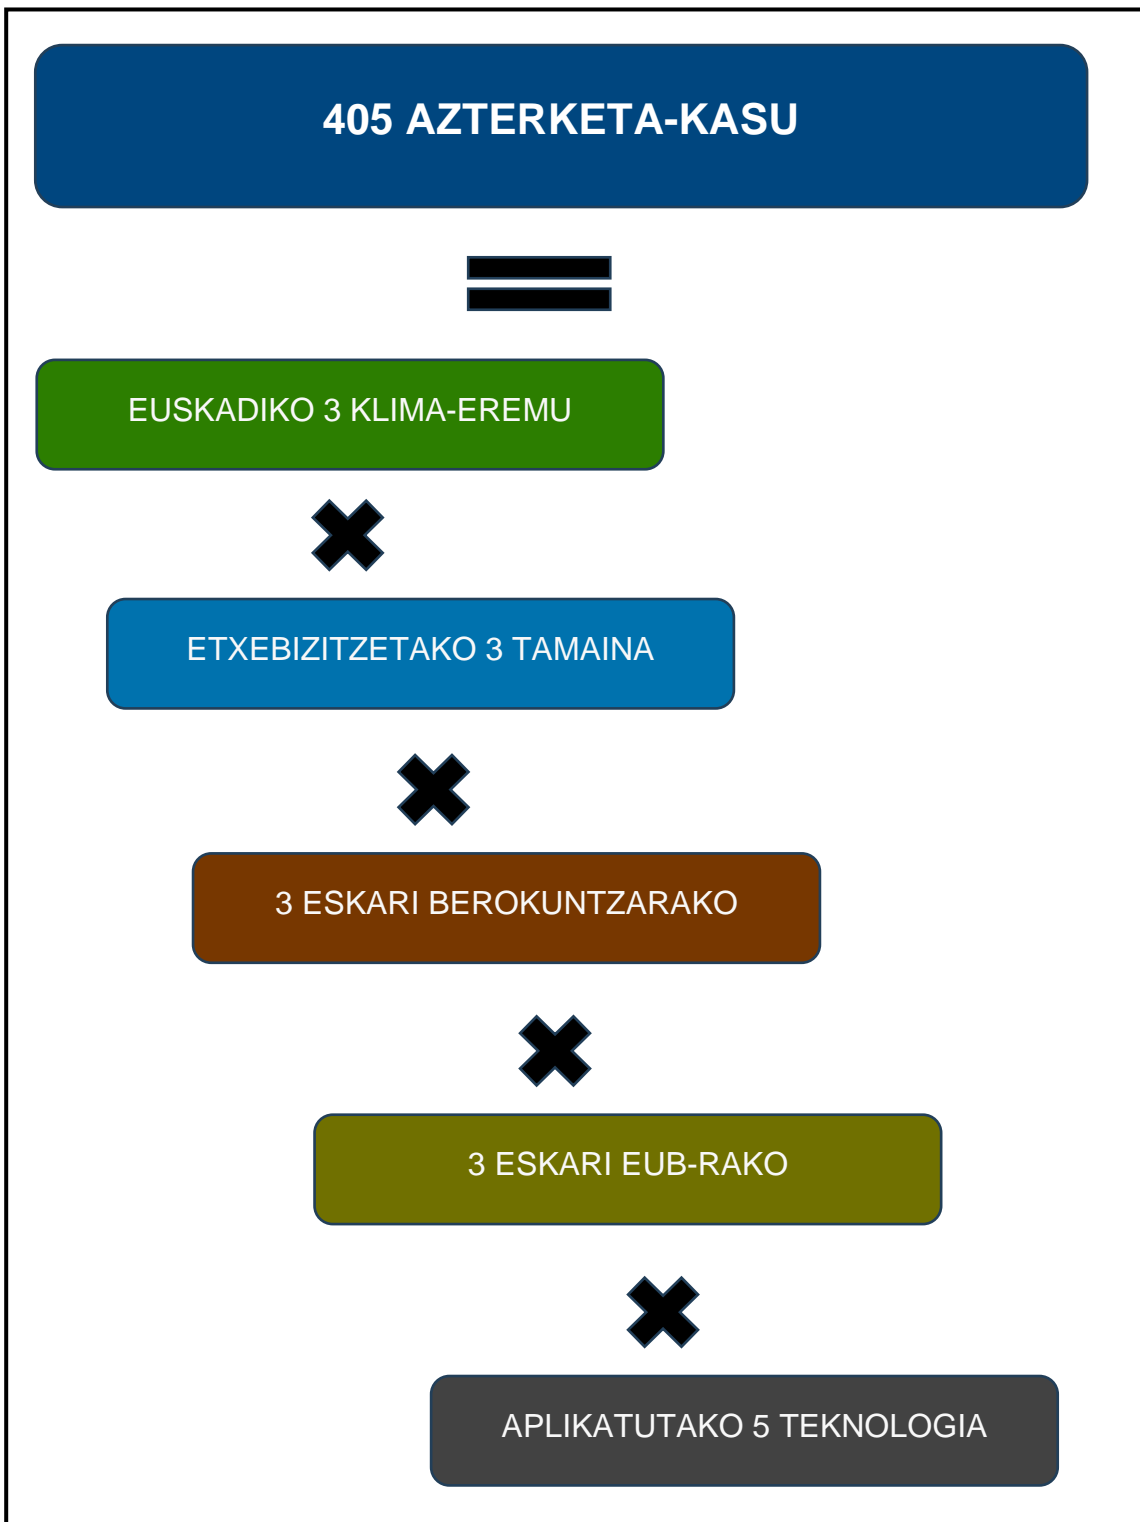 405 AZTERKETA-KASU
EUSKADIKO 3 KLIMA-EREMU
ETXEBIZITZETAKO 3 TAMAINA
3 ESKARI BEROKUNTZARAKO
3 ESKARI EUB-RAKO
APLIKATUTAKO 5 TEKNOLOGIA